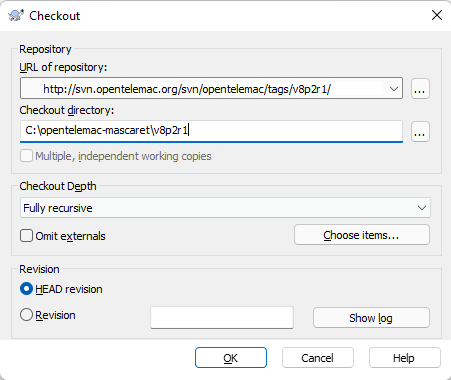 Checkout
Repository
URL of repository:
http://svn.opentelemac.org/svn/opentelemac/tags/v8p2r1/
...
Checkout directory:
C:\opentelemac-mascaret\v8p2r1
...
Multiple, independent working copies
Checkout Depth
Fully recursive
Omit externals
Choose items...
Revision
HEAD revision
Revision
Show log
OK
Cancel
Help